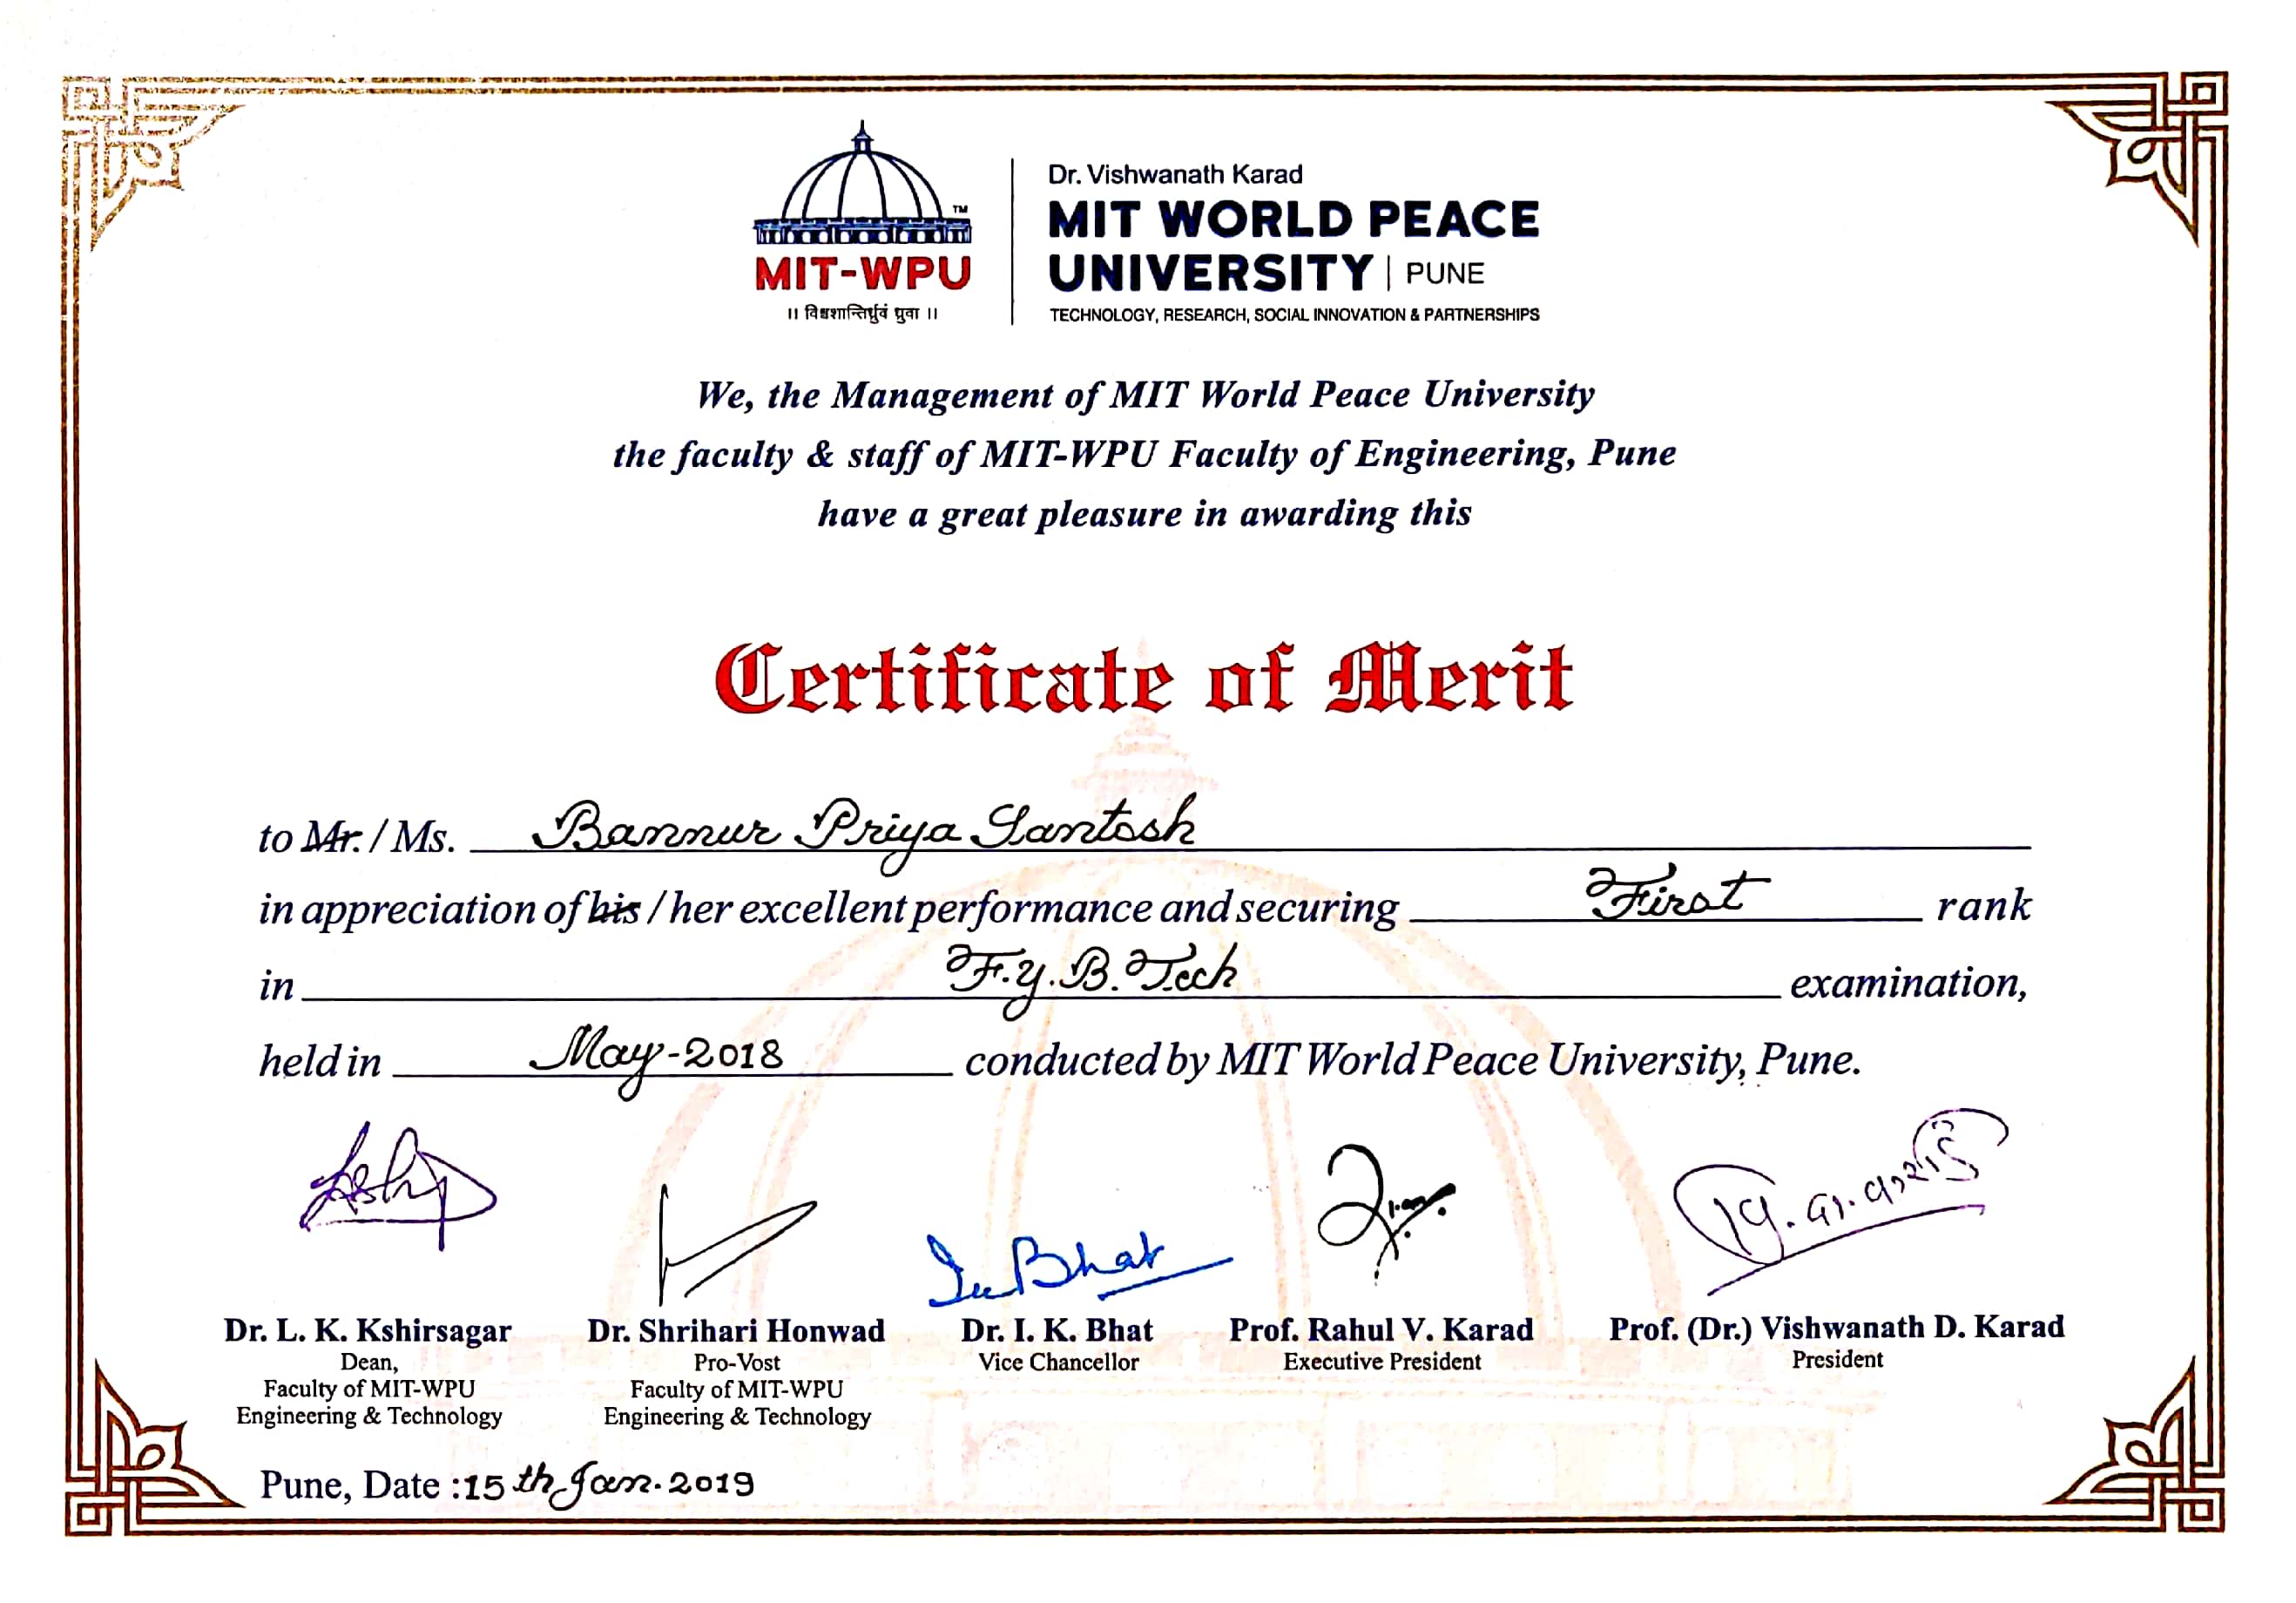 Dr. Vishwanath Karad
MIT WORLD PEACE
UNIVERSITY | PUNE
TECHNOLOGY, RESEARCH, SOCIAL INNOVATION & PARTNERSHIPS
TM
MIT-WPU
॥ विश्वशान्तिर्ध्रुवं ध्रुवा ॥
We, the Management of MIT World Peace University
the faculty & staff of MIT-WPU Faculty of Engineering, Pune
have a great pleasure in awarding this
Certificate of Merit
to Mr. / Ms. Bannur Priya Santosh
in appreciation of his / her excellent performance and securing First rank
in F.Y. B. Tech examination,
held in May-2018 conducted by MIT World Peace University, Pune.
Bhat
Dr. L. K. Kshirsagar
Dean,
Faculty of MIT-WPU
Engineering & Technology
Dr. Shrihari Honwad
Pro-Vost
Faculty of MIT-WPU
Engineering & Technology
Dr. I. K. Bhat
Vice Chancellor
Prof. Rahul V. Karad
Executive President
Prof. (Dr.) Vishwanath D. Karad
President
Pune, Date : 15th Jan. 2019